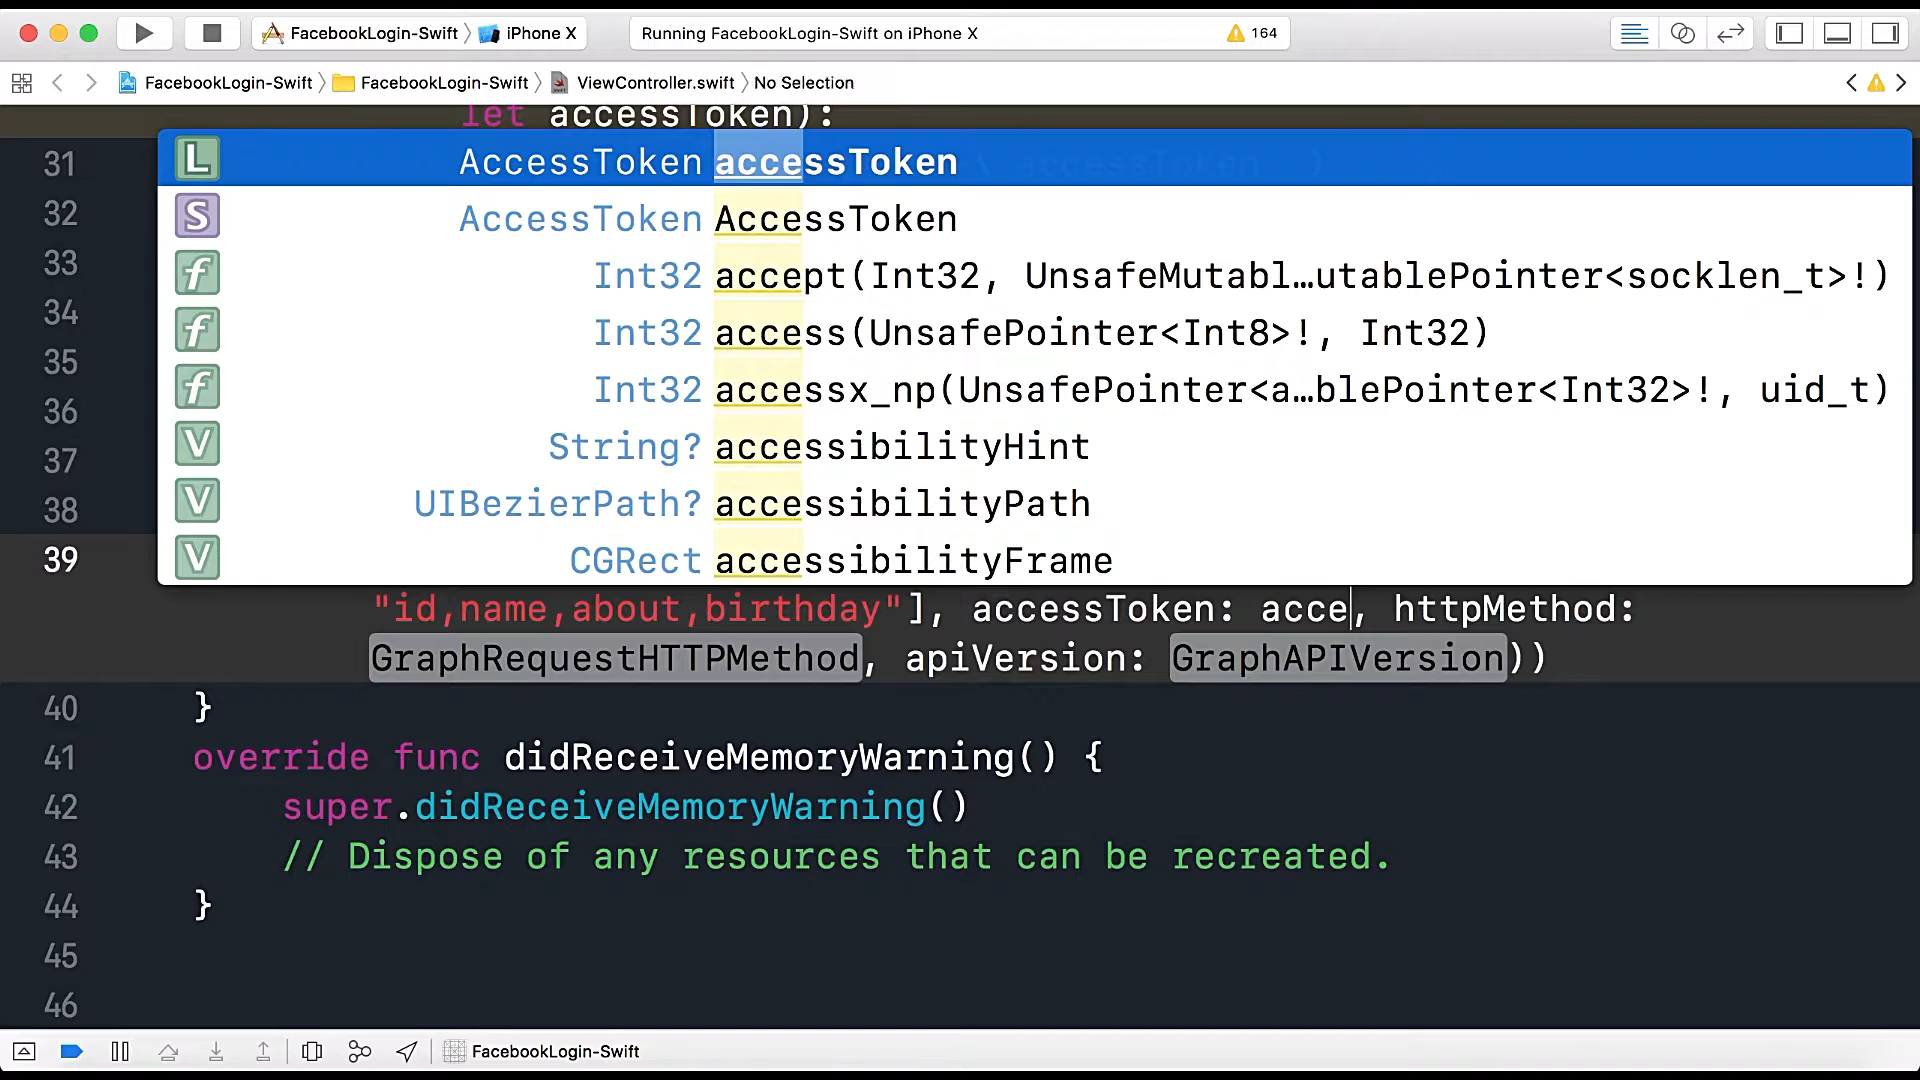 FacebookLogin-Swift 〉 iPhone X
Running FacebookLogin-Swift on iPhone X
164
FacebookLogin-Swift 〉 FacebookLogin-Swift 〉 ViewController.swift 〉 No Selection
let accessToken):
31
L AccessToken accessToken
32
S AccessToken AccessToken
33
f Int32 accept(Int32, UnsafeMutabl…utablePointer<socklen_t>!)
34
f Int32 access(UnsafePointer<Int8>!, Int32)
35
36
f Int32 accessx_np(UnsafePointer<a…blePointer<Int32>!, uid_t)
37
V String? accessibilityHint
38
V UIBezierPath? accessibilityPath
39
V CGRect accessibilityFrame
"id,name,about,birthday"], accessToken: acce, httpMethod:
GraphRequestHTTPMethod, apiVersion: GraphAPIVersion))
40 }
41 override func didReceiveMemoryWarning() {
42 super.didReceiveMemoryWarning()
43 // Dispose of any resources that can be recreated.
44 }
45
46
FacebookLogin-Swift